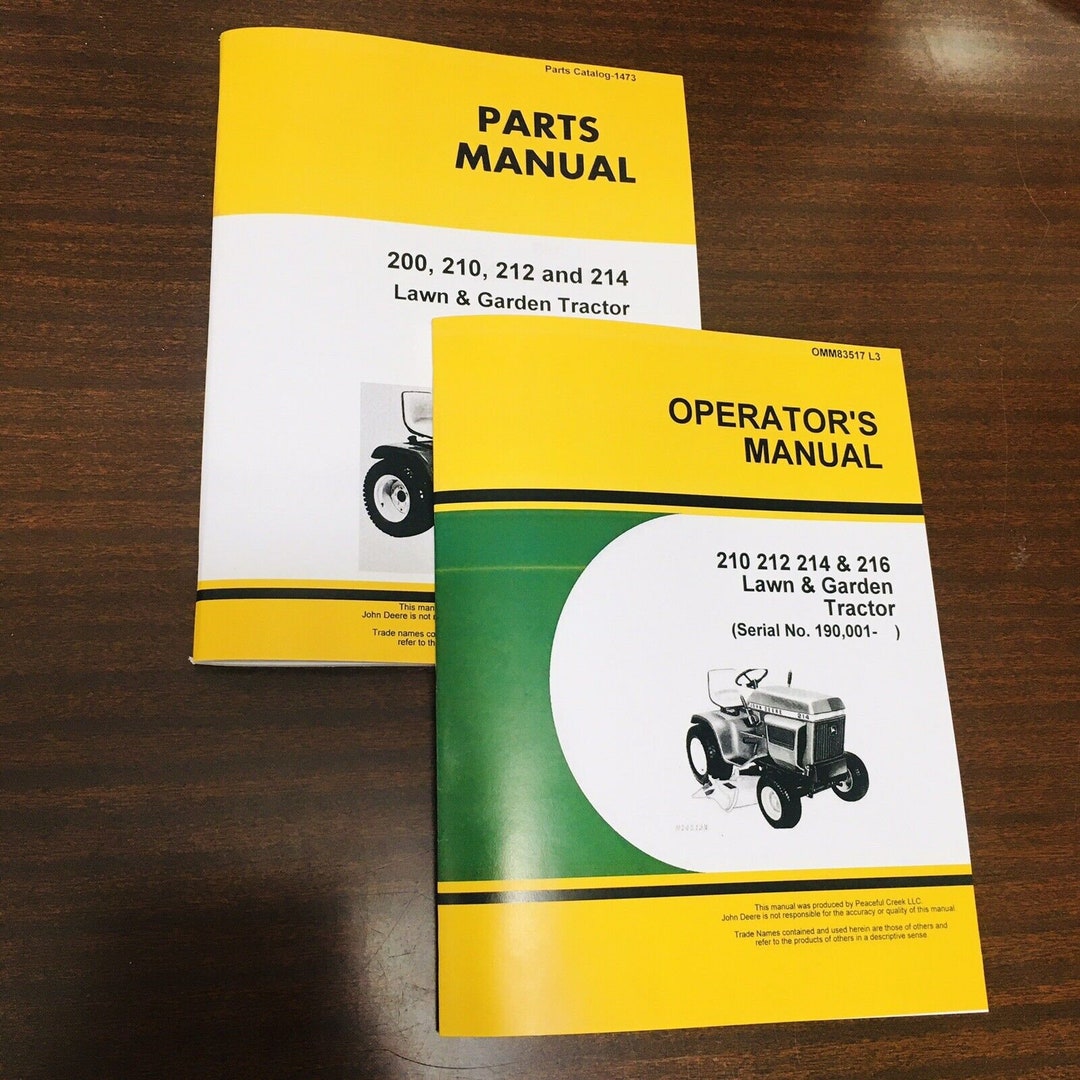 Parts Catalog-1473
PARTS
MANUAL
200, 210, 212 and 214
Lawn & Garden Tractor
This man
John Deere is not
Trade names co
refer to th
OMM83517 L3
OPERATOR'S
MANUAL
210 212 214 & 216
Lawn & Garden
Tractor
(Serial No. 190,001- )
JOHN DEERE 214
This manual was produced by Peaceful Creek LLC.
John Deere is not responsible for the accuracy or quality of this manual.
Trade Names contained and used herein are those of others and
refer to the products of others in a descriptive sense.